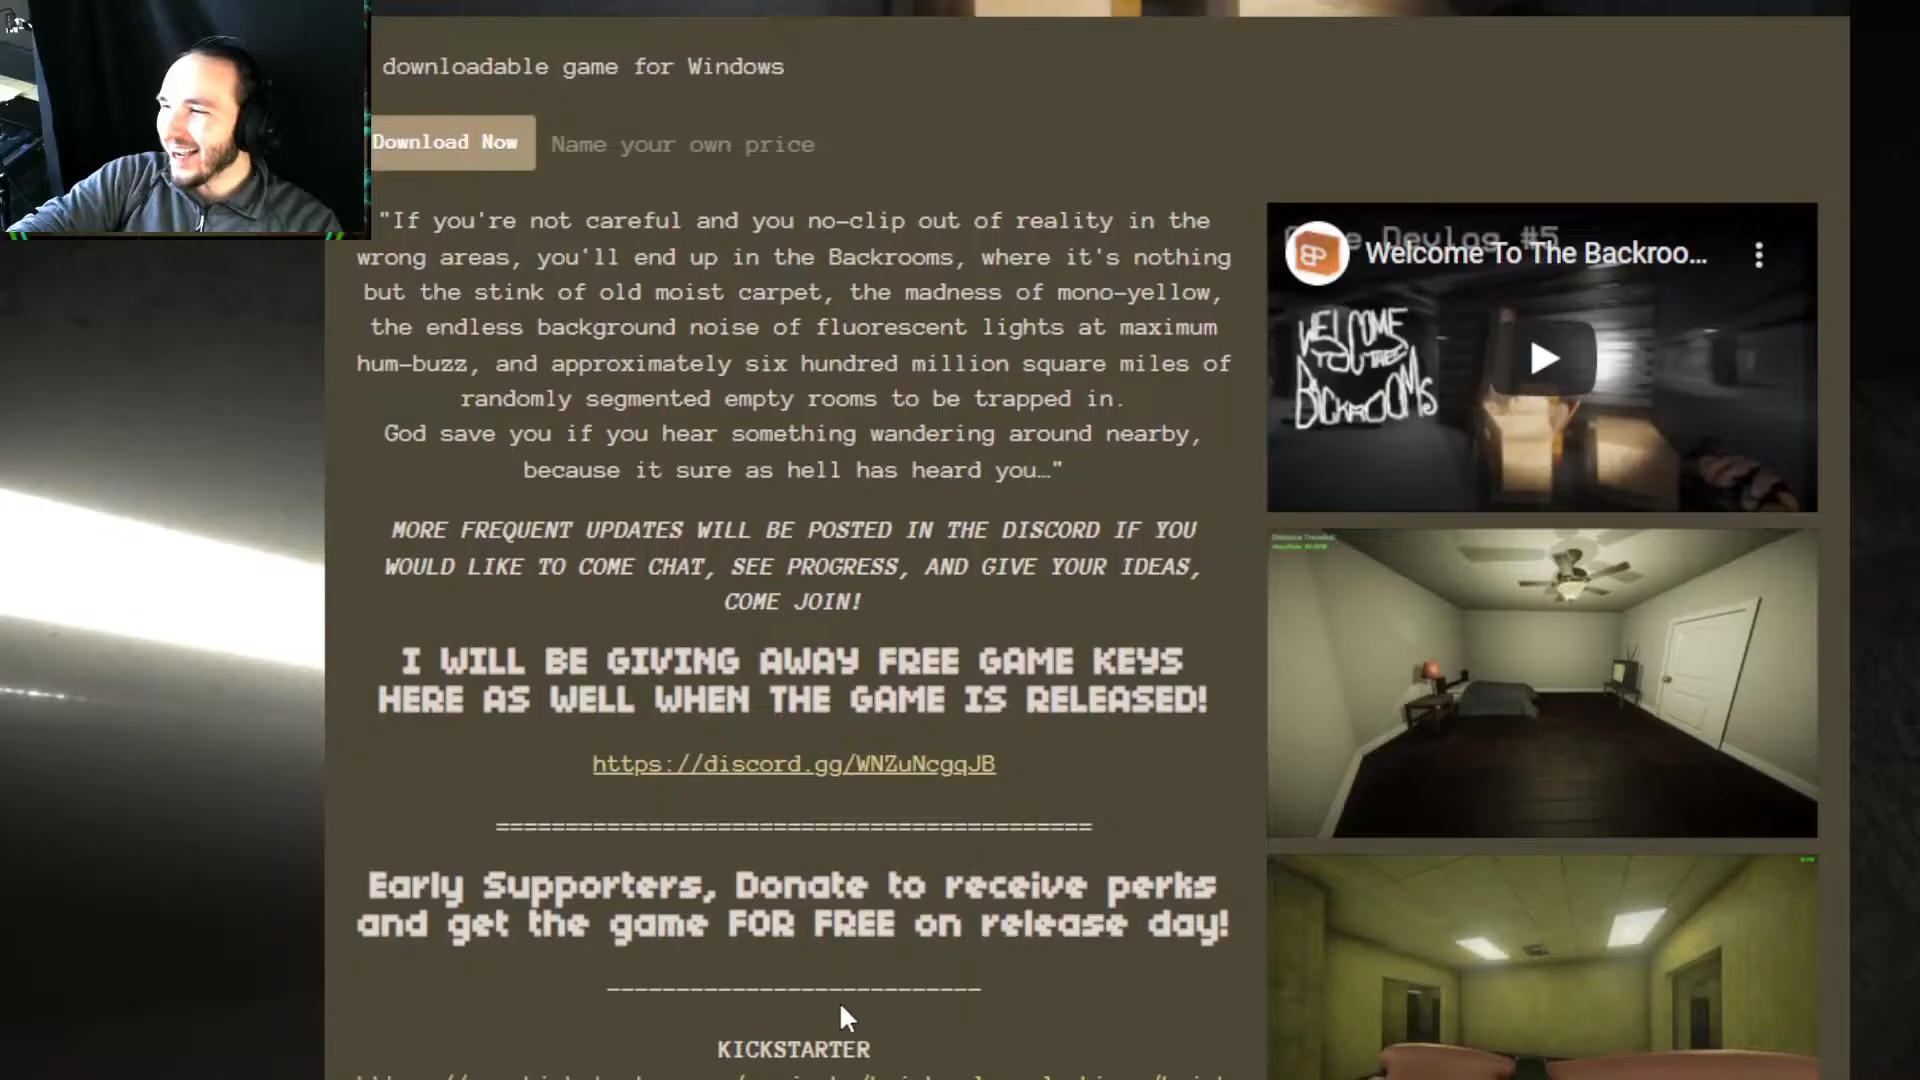 downloadable game for Windows
Download Now Name your own price
"If you're not careful and you no-clip out of reality in the
wrong areas, you'll end up in the Backrooms, where it's nothing
but the stink of old moist carpet, the madness of mono-yellow,
the endless background noise of fluorescent lights at maximum
hum-buzz, and approximately six hundred million square miles of
randomly segmented empty rooms to be trapped in.
God save you if you hear something wandering around nearby,
because it sure as hell has heard you…"
MORE FREQUENT UPDATES WILL BE POSTED IN THE DISCORD IF YOU
WOULD LIKE TO COME CHAT, SEE PROGRESS, AND GIVE YOUR IDEAS,
COME JOIN!
I WILL BE GIVING AWAY FREE GAME KEYS
HERE AS WELL WHEN THE GAME IS RELEASED!
https://discord.gg/WNZuNcgqJB
===========================================
Early Supporters, Donate to receive perks
and get the game FOR FREE on release day!
---------------------------
KICKSTARTER
Devlog #5
Welcome To The Backroo...
WELCOME
TO THE
BACKROOMS